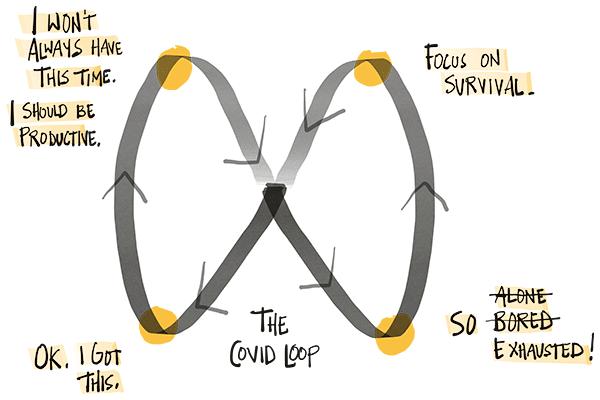 I WON'T
ALWAYS HAVE
THIS TIME.
I SHOULD BE
PRODUCTIVE.
FOCUS ON
SURVIVAL.
OK. I GOT
THIS.
THE
COVID LOOP
ALONE
SO BORED
EXHAUSTED!